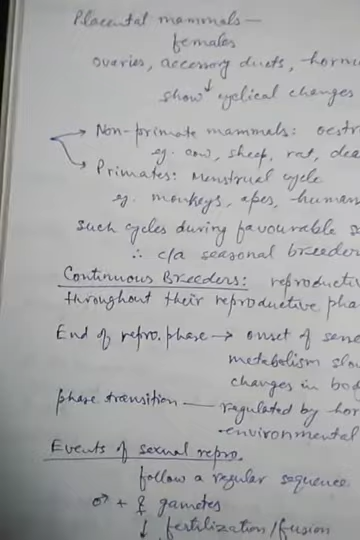 Placental mammals —
females
ovaries, accessory ducts, horm
↓
show cyclical changes
→ Non-primate mammals: oestr
eg. cow, sheep, rat, dee
→ Primates: Menstrual cycle
eg. monkeys, apes, human
such cycles during favourable s
∴ c/a seasonal breeder
Continuous Breeders: reproductiv
throughout their reproductive pha
End of repro. phase → onset of sene
metabolism slo
changes in bod
phase transition — regulated by hor
environmental
Events of sexual repro.
follow a regular sequence
♂ + ♀ gametes
↓ fertilization/fusion